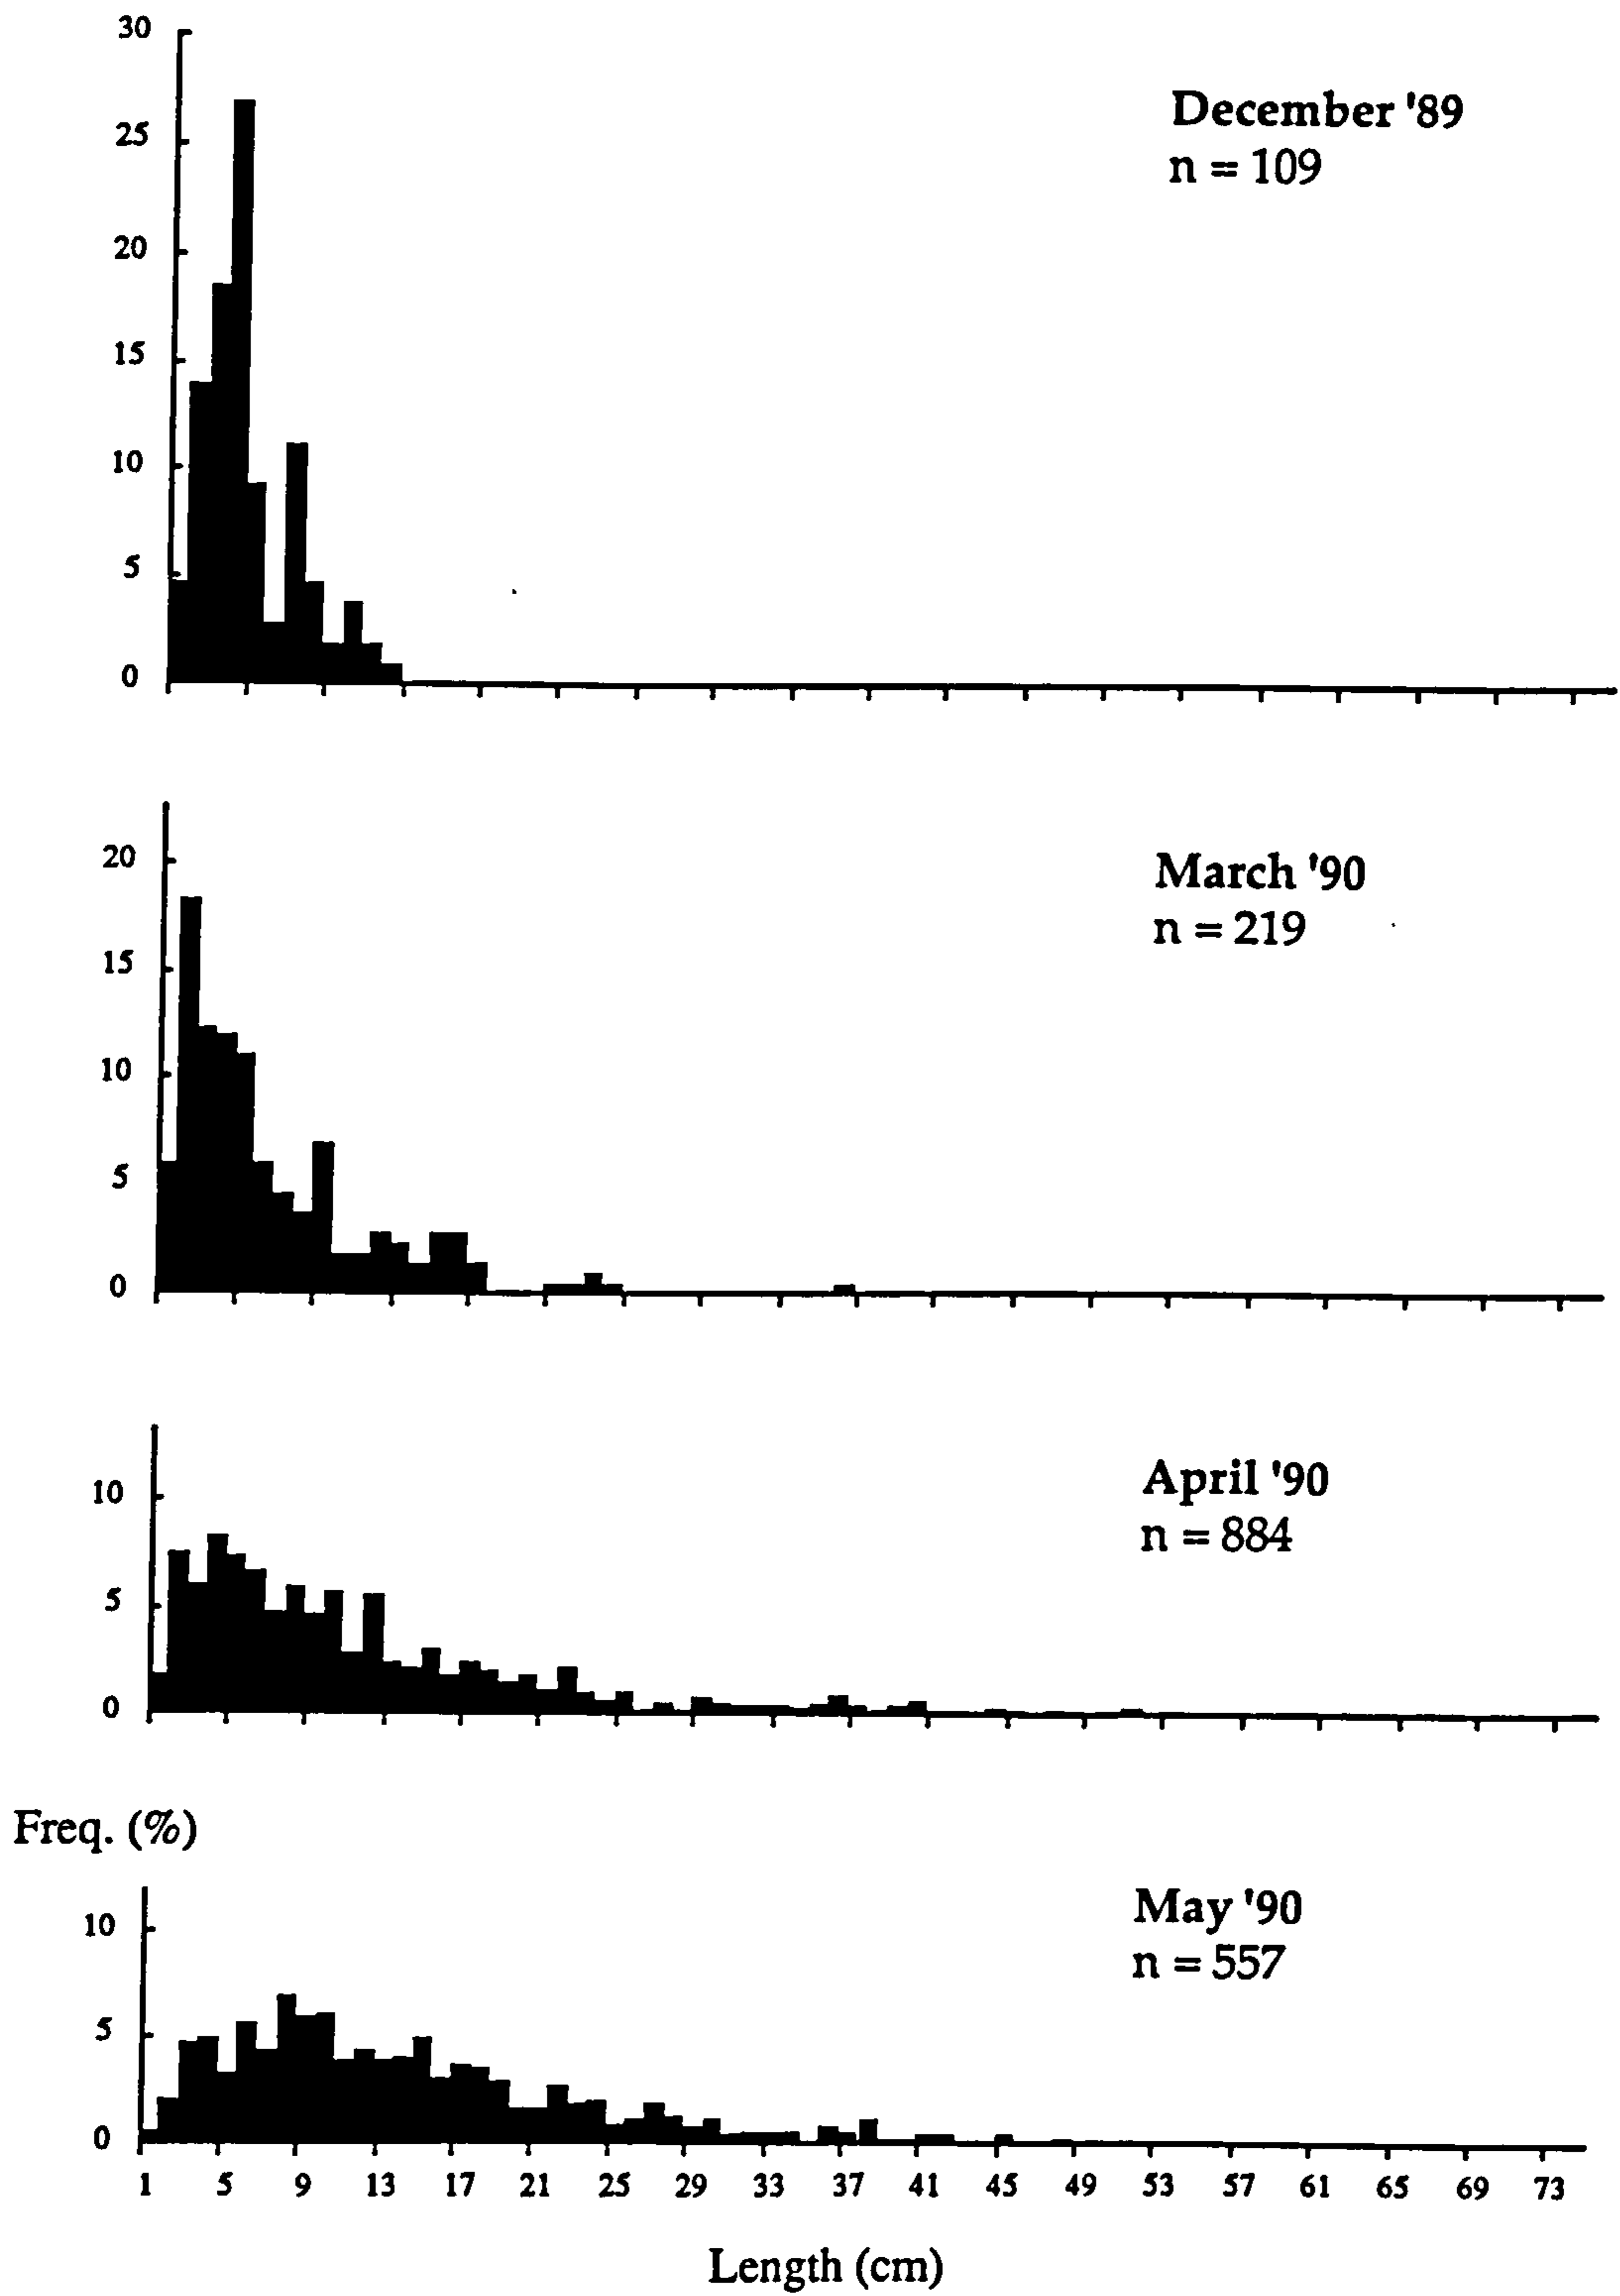 30
25
20
15
10
5
0
December '89
n = 109
20
15
10
5
0
March '90
n = 219
10
5
0
April '90
n = 884
Freq. (%)
10
5
0
May '90
n = 557
1 5 9 13 17 21 25 29 33 37 41 45 49 53 57 61 65 69 73
Length (cm)